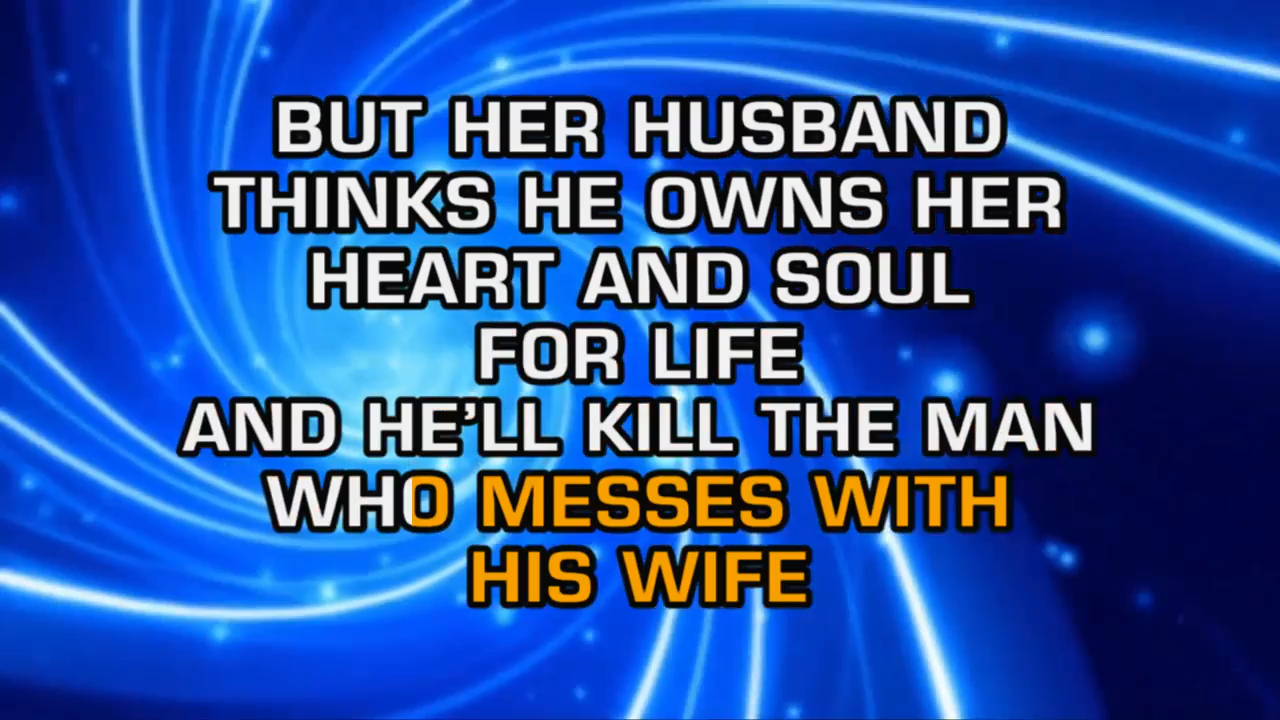 BUT HER HUSBAND
THINKS HE OWNS HER
HEART AND SOUL
FOR LIFE
AND HE'LL KILL THE MAN
WHO MESSES WITH
HIS WIFE